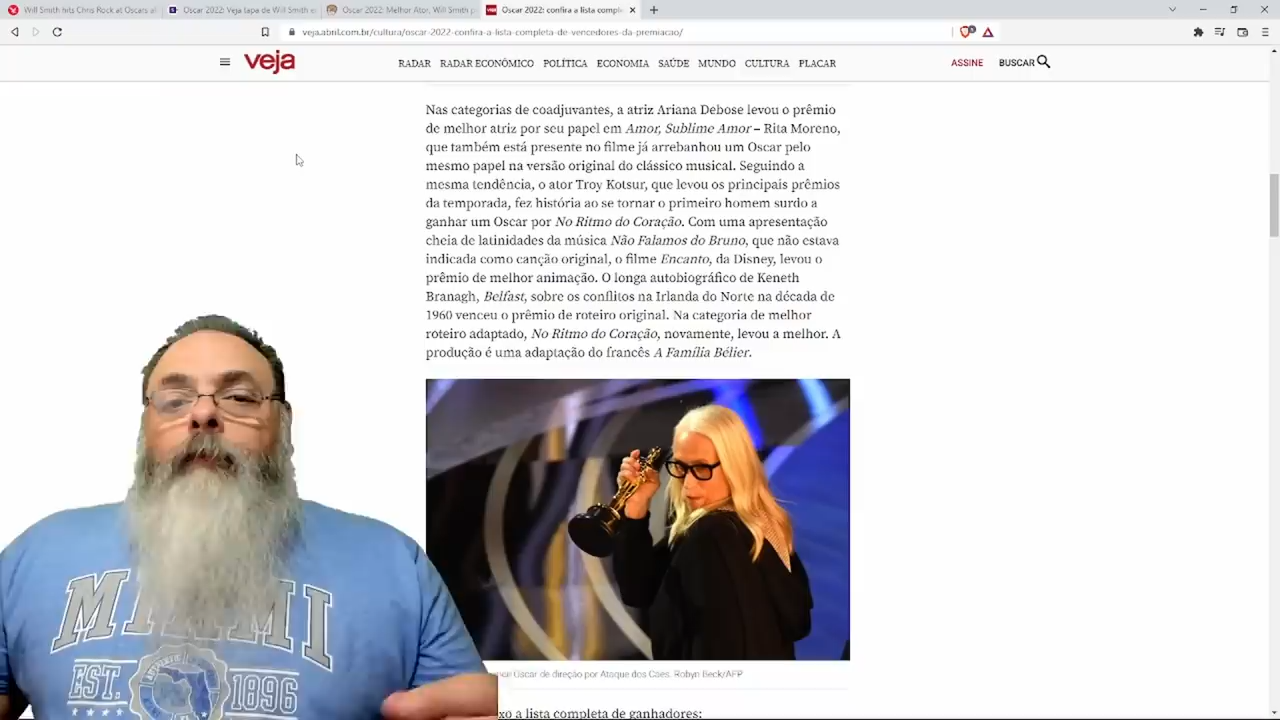 Will Smith hits Chris Rock at Oscars af
Oscar 2022: Veja tapa de Will Smith e
Oscar 2022: Melhor Ator, Will Smith p
Oscar 2022: confira a lista compl
veja.abril.com.br/cultura/oscar-2022-confira-a-lista-completa-de-vencedores-da-premiacao/
veja
RADAR RADAR ECONÔMICO POLÍTICA ECONOMIA SAÚDE MUNDO CULTURA PLACAR
ASSINE BUSCAR
Nas categorias de coadjuvantes, a atriz Ariana Debose levou o prêmio
de melhor atriz por seu papel em Amor, Sublime Amor – Rita Moreno,
que também está presente no filme já arrebanhou um Oscar pelo
mesmo papel na versão original do clássico musical. Seguindo a
mesma tendência, o ator Troy Kotsur, que levou os principais prêmios
da temporada, fez história ao se tornar o primeiro homem surdo a
ganhar um Oscar por No Ritmo do Coração. Com uma apresentação
cheia de latinidades da música Não Falamos do Bruno, que não estava
indicada como canção original, o filme Encanto, da Disney, levou o
prêmio de melhor animação. O longa autobiográfico de Keneth
Branagh, Belfast, sobre os conflitos na Irlanda do Norte na década de
1960 venceu o prêmio de roteiro original. Na categoria de melhor
roteiro adaptado, No Ritmo do Coração, novamente, levou a melhor. A
produção é uma adaptação do francês A Família Bélier.
Oscar de direção por Ataque dos Cães. Robyn Beck/AFP
xo a lista completa de ganhadores:
MIAMI
EST. 1896